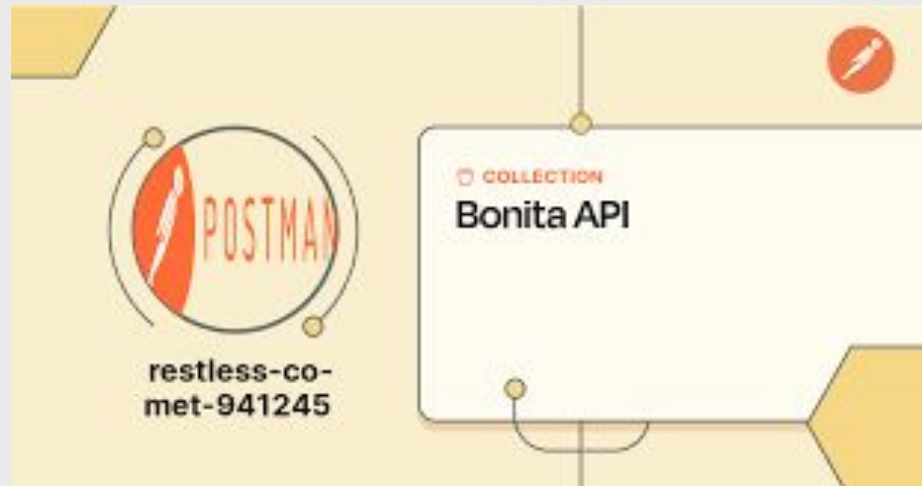 POSTMAN
restless-co-
met-941245
COLLECTION
Bonita API